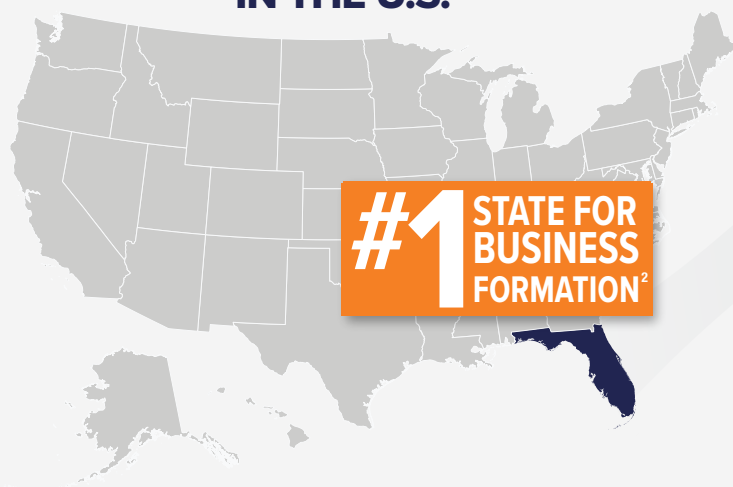 IN THE U.S.
#1 STATE FOR
BUSINESS
FORMATION²